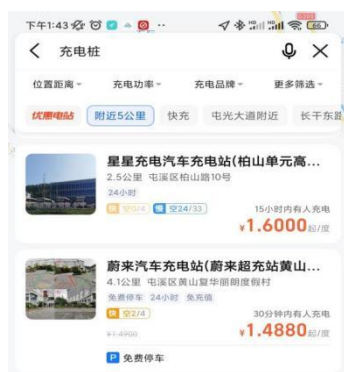 下午1:43
66
充电桩
位置距离
充电功率
充电品牌
更多筛选
优惠电站
附近5公里
快充
屯光大道附近
长干东路
星星充电汽车充电站(柏山单元高...
2.5公里 屯溪区柏山路10号
24小时
快 空0/4 慢 空24/33
15小时内有人充电
¥1.6000起/度
蔚来汽车充电站(蔚来超充站黄山...
4.1公里 屯溪区黄山复华丽朗度假村
免费停车 24小时 免充值
快 空2/4
30分钟内有人充电
¥1.4900
¥1.4880起/度
P 免费停车